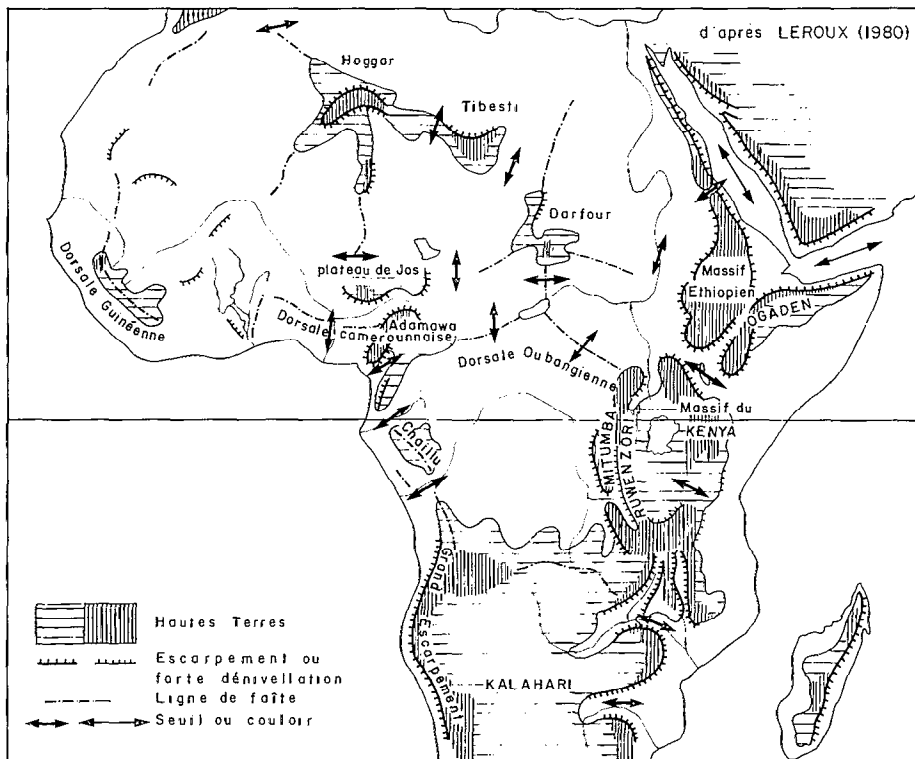 d'après LEROUX (1980)
Hoggar
Tibesti
Darfour
plateau de Jos
Massif
Ethiopien
OGADEN
Dorsale Guinéenne
Dorsale
camerounnaise
Adamawa
Dorsale Oubangienne
Massif du
KENYA
MITUMBA
RUWENZORI
Chaillu
Grand Escarpement
KALAHARI
Hautes Terres
Escarpement ou
forte dénivellation
Ligne de faîte
Seuil ou couloir